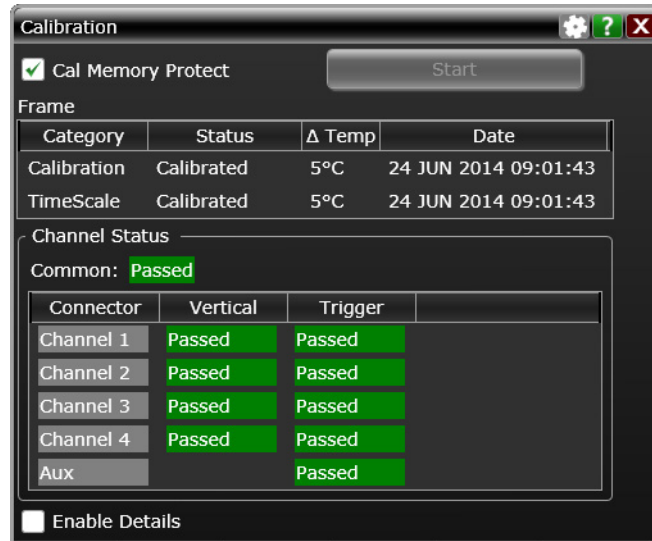 Calibration ?  X
Cal Memory Protect Start
Frame
Category Status Δ Temp Date
Calibration Calibrated 5°C 24 JUN 2014 09:01:43
TimeScale Calibrated 5°C 24 JUN 2014 09:01:43
Channel Status
Common: Passed
Connector Vertical Trigger
Channel 1 Passed Passed
Channel 2 Passed Passed
Channel 3 Passed Passed
Channel 4 Passed Passed
Aux Passed
Enable Details